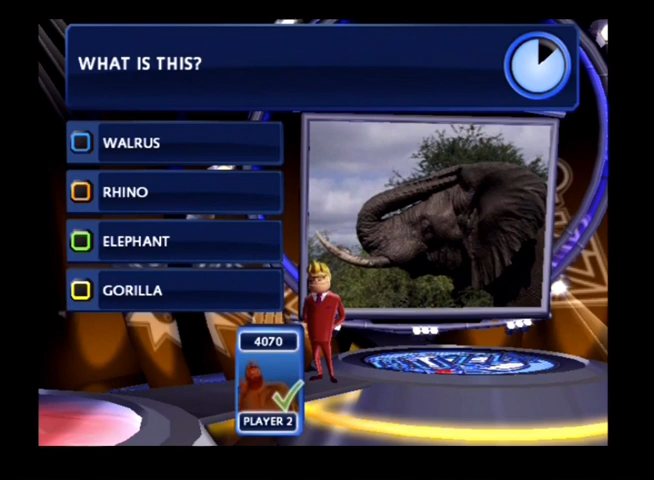 WHAT IS THIS?
WALRUS
RHINO
ELEPHANT
GORILLA
4070
PLAYER 2